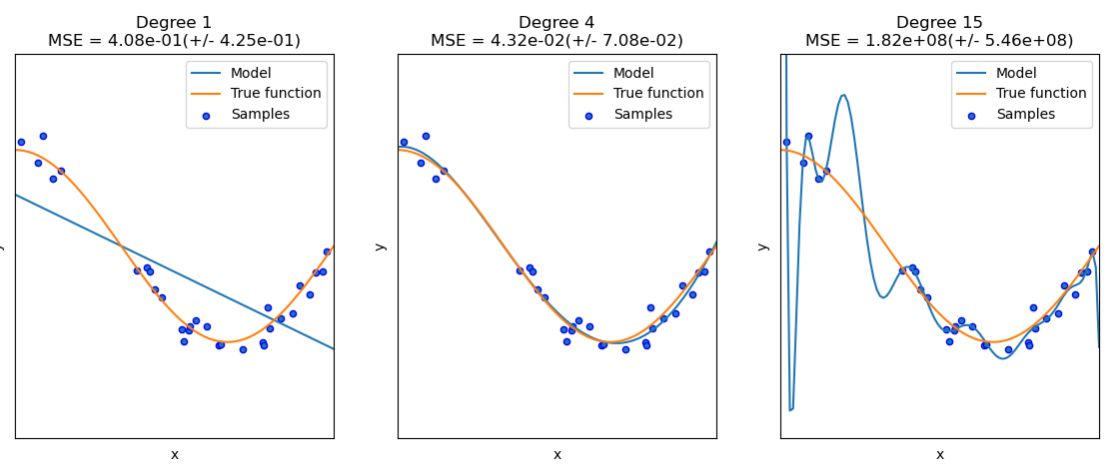 Degree 1
MSE = 4.08e-01(+/- 4.25e-01)
Model
True function
Samples
y
x
Degree 4
MSE = 4.32e-02(+/- 7.08e-02)
Model
True function
Samples
y
x
Degree 15
MSE = 1.82e+08(+/- 5.46e+08)
Model
True function
Samples
y
x